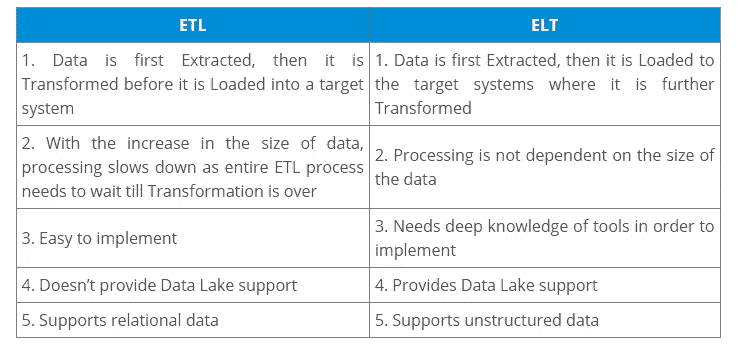 ETL
ELT
1. Data is first Extracted, then it is
Transformed before it is Loaded into a target
system
1. Data is first Extracted, then it is Loaded to
the target systems where it is further
Transformed
2. With the increase in the size of data,
processing slows down as entire ETL process
needs to wait till Transformation is over
2. Processing is not dependent on the size of
the data
3. Easy to implement
3. Needs deep knowledge of tools in order to
implement
4. Doesn’t provide Data Lake support
4. Provides Data Lake support
5. Supports relational data
5. Supports unstructured data